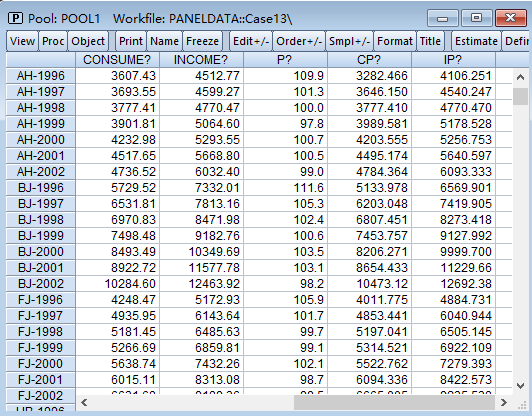 Pool: POOL1 Workfile: PANELDATA::Case13\
View Proc Object Print Name Freeze Edit+/- Order+/- Smpl+/- Format Title Estimate Defin
CONSUME? INCOME? P? CP? IP?
AH-1996 3607.43 4512.77 109.9 3282.466 4106.251
AH-1997 3693.55 4599.27 101.3 3646.150 4540.247
AH-1998 3777.41 4770.47 100.0 3777.410 4770.470
AH-1999 3901.81 5064.60 97.8 3989.581 5178.528
AH-2000 4232.98 5293.55 100.7 4203.555 5256.753
AH-2001 4517.65 5668.80 100.5 4495.174 5640.597
AH-2002 4736.52 6032.40 99.0 4784.364 6093.333
BJ-1996 5729.52 7332.01 111.6 5133.978 6569.901
BJ-1997 6531.81 7813.16 105.3 6203.048 7419.905
BJ-1998 6970.83 8471.98 102.4 6807.451 8273.418
BJ-1999 7498.48 9182.76 100.6 7453.757 9127.992
BJ-2000 8493.49 10349.69 103.5 8206.271 9999.700
BJ-2001 8922.72 11577.78 103.1 8654.433 11229.66
BJ-2002 10284.60 12463.92 98.2 10473.12 12692.38
FJ-1996 4248.47 5172.93 105.9 4011.775 4884.731
FJ-1997 4935.95 6143.64 101.7 4853.441 6040.944
FJ-1998 5181.45 6485.63 99.7 5197.041 6505.145
FJ-1999 5266.69 6859.81 99.1 5314.521 6922.109
FJ-2000 5638.74 7432.26 102.1 5522.762 7279.393
FJ-2001 6015.11 8313.08 98.7 6094.336 8422.573
FJ-2002